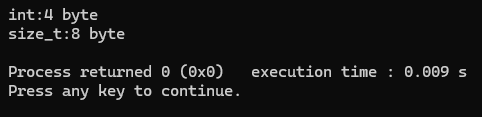 int:4 byte
size_t:8 byte
Process returned 0 (0x0)   execution time : 0.009 s
Press any key to continue.